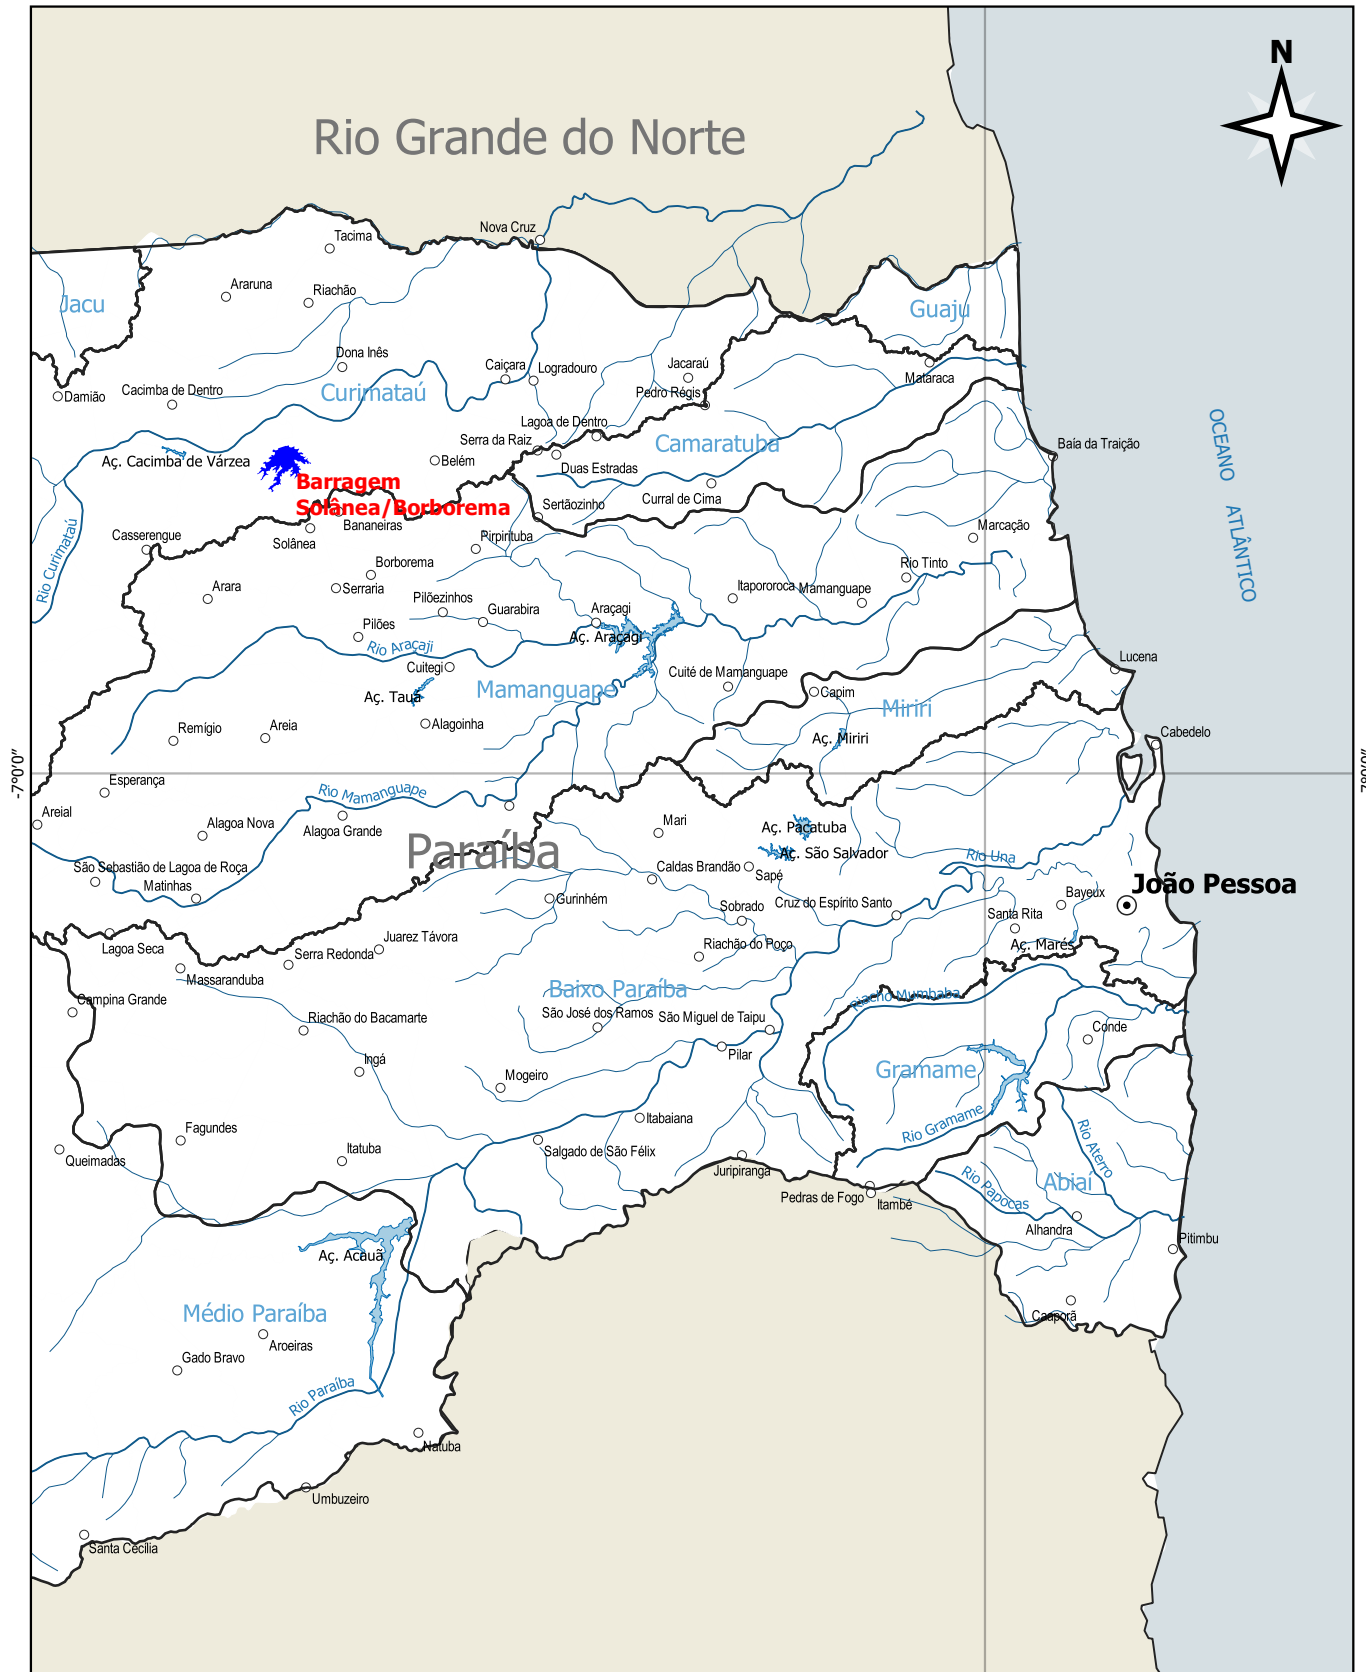 N
Rio Grande do Norte
Nova Cruz
Tacima
Araruna
Riachão
Jacu
Guaju
Dona Inês
Caiçara
Logradouro
Jacaraú
Mataraca
Damião
Cacimba de Dentro
Curimataú
Pedro Régis
OCEANO
ATLÂNTICO
Lagoa de Dentro
Serra da Raiz
Camaratuba
Baía da Traição
Aç. Cacimba de Várzea
Belém
Duas Estradas
Barragem
Solânea/Borborema
Curral de Cima
Sertãozinho
Bananeiras
Marcação
Casserengue
Solânea
Pirpirituba
Rio Curimataú
Borborema
Rio Tinto
Arara
Serraria
Itapororoca
Mamanguape
Pilõezinhos
Guarabira
Araçagi
Pilões
Aç. Araçagi
Rio Araçaji
Cuitegi
Cuité de Mamanguape
Lucena
Mamanguape
Aç. Tauá
Capim
Miriri
Alagoinha
Remígio
Areia
Aç. Miriri
Cabedelo
-7°0'0"
-7°0'0"
Esperança
Rio Mamanguape
Areial
Alagoa Nova
Alagoa Grande
Mari
Aç. Pacatuba
Paraíba
Aç. São Salvador
Rio Una
São Sebastião de Lagoa de Roça
Caldas Brandão
Sapé
Matinhas
João Pessoa
Bayeux
Gurinhém
Sobrado
Cruz do Espírito Santo
Santa Rita
Juarez Távora
Riachão do Poço
Aç. Marés
Lagoa Seca
Serra Redonda
Massaranduba
Baixo Paraíba
Riacho Mumbaba
Campina Grande
São José dos Ramos
São Miguel de Taipu
Riachão do Bacamarte
Conde
Ingá
Pilar
Gramame
Mogeiro
Itabaiana
Rio Gramame
Fagundes
Rio Aterro
Itatuba
Salgado de São Félix
Queimadas
Juripiranga
Rio Papocas
Abiaí
Pedras de Fogo
Itambé
Alhandra
Pitimbu
Aç. Acauã
Médio Paraíba
Caaporã
Aroeiras
Gado Bravo
Rio Paraíba
Natuba
Umbuzeiro
Santa Cecília